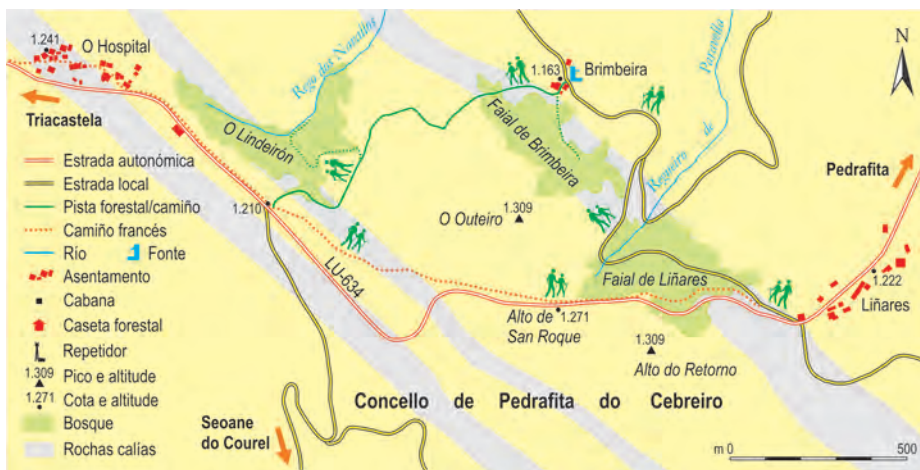 1.241
O Hospital
Rego das Navallos
1.163
Brimbeira
N
Triacastela
O Lindeirón
Faial de Brimbeira
Regueiro de
Pedrafita
Estrada autonómica
Estrada local
Pista forestal/camiño
Camiño francés
Río
Fonte
Asentamento
Cabana
Caseta forestal
Repetidor
1.309
Pico e altitude
1.271
Cota e altitude
Bosque
Rochas calías
1.210
LU-634
O Outeiro
1.309
Faial de Liñares
1.222
Liñares
Alto de
San Roque
1.271
1.309
Alto do Retorno
Concello de Pedrafita do Cebreiro
Seoane
do Courel
m 0
500